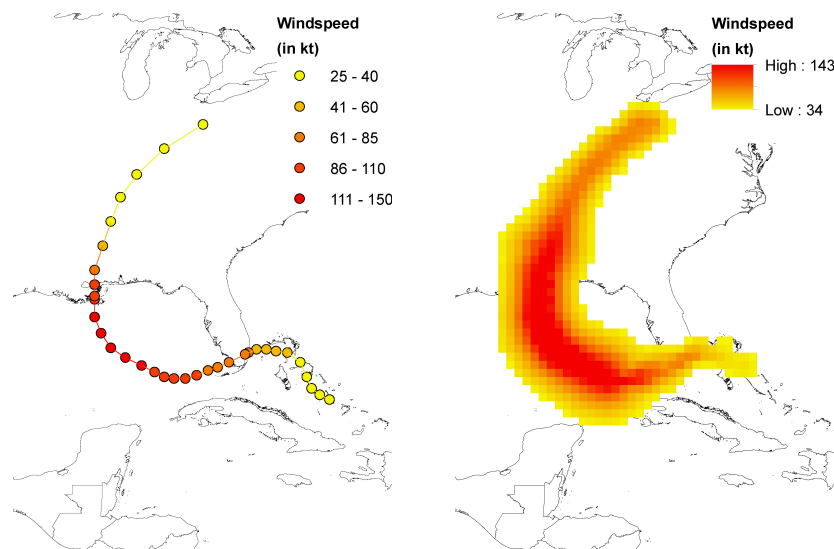 Windspeed
(in kt)
25 - 40
41 - 60
61 - 85
86 - 110
111 - 150
Windspeed
(in kt)
High : 143
Low : 34